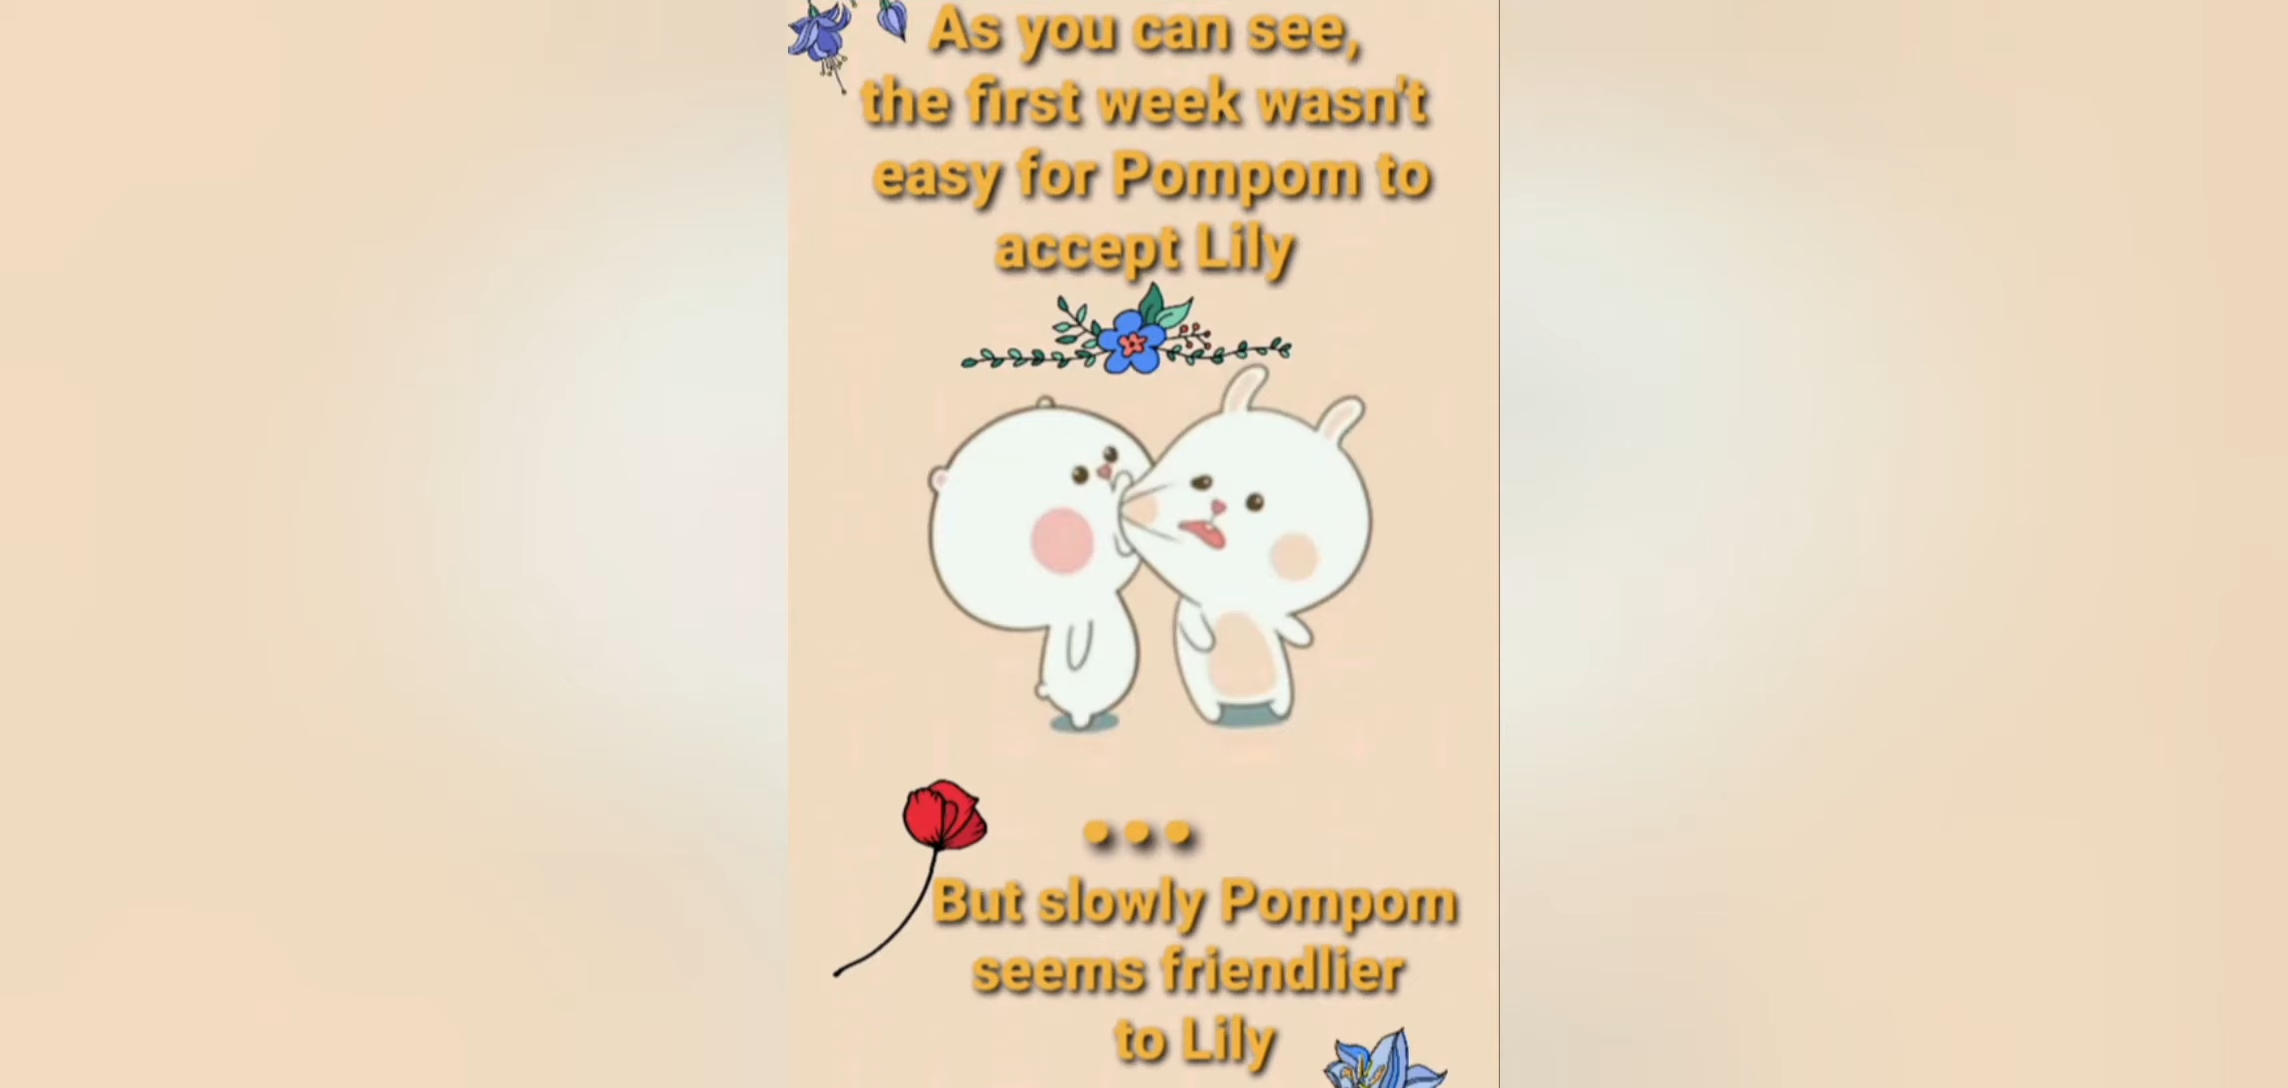 As you can see,
the first week wasn't
easy for Pompom to
accept Lily
•••
But slowly Pompom
seems friendlier
to Lily